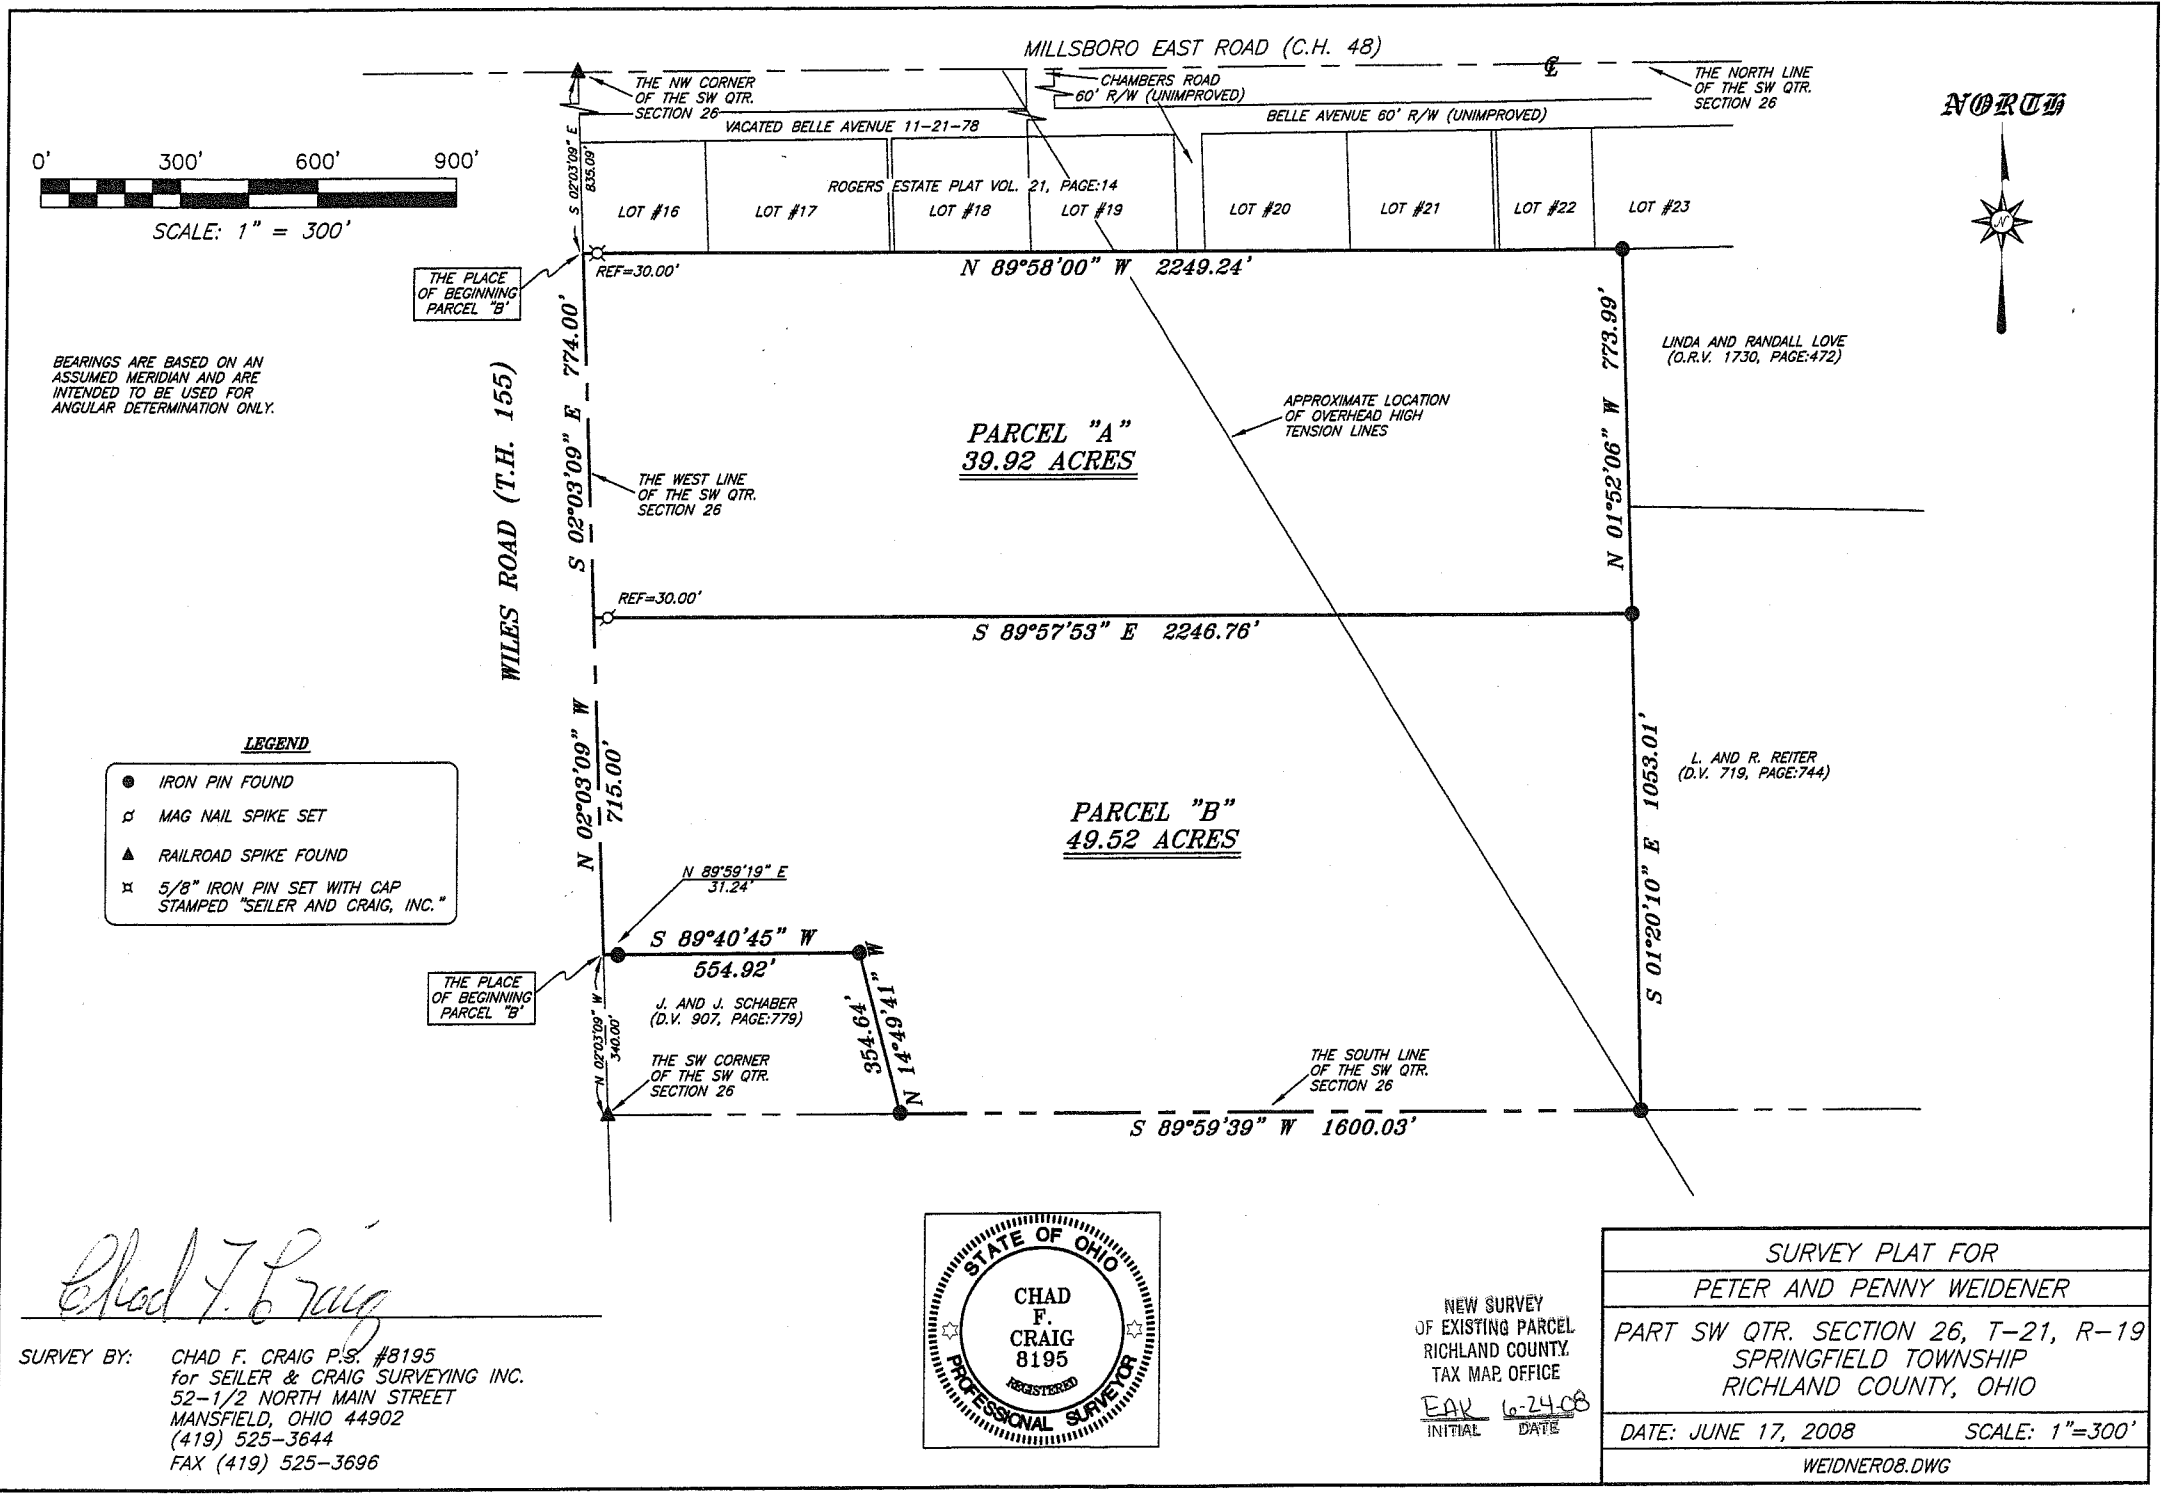 MILLSBORO EAST ROAD (C.H. 48)
THE NW CORNER
OF THE SW QTR.
SECTION 26
CHAMBERS ROAD
60' R/W (UNIMPROVED)
THE NORTH LINE
OF THE SW QTR.
SECTION 26
NORTH
N
VACATED BELLE AVENUE 11-21-78
BELLE AVENUE 60' R/W (UNIMPROVED)
0' 300' 600' 900'
SCALE: 1" = 300'
S 02°03'09" E
835.09'
ROGERS ESTATE PLAT VOL. 21, PAGE:14
LOT #16
LOT #17
LOT #18
LOT #19
LOT #20
LOT #21
LOT #22
LOT #23
THE PLACE
OF BEGINNING
PARCEL "B'
REF=30.00'
N 89°58'00" W 2249.24'
BEARINGS ARE BASED ON AN
ASSUMED MERIDIAN AND ARE
INTENDED TO BE USED FOR
ANGULAR DETERMINATION ONLY.
WILES ROAD (T.H. 155)
S 02°03'09" E 774.00'
THE WEST LINE
OF THE SW QTR.
SECTION 26
PARCEL "A"
39.92 ACRES
APPROXIMATE LOCATION
OF OVERHEAD HIGH
TENSION LINES
N 01°52'06" W 773.99'
LINDA AND RANDALL LOVE
(O.R.V. 1730, PAGE:472)
REF=30.00'
S 89°57'53" E 2246.76'
N 02°03'09" W
715.00'
LEGEND
IRON PIN FOUND
MAG NAIL SPIKE SET
RAILROAD SPIKE FOUND
5/8" IRON PIN SET WITH CAP
STAMPED "SEILER AND CRAIG, INC."
PARCEL "B"
49.52 ACRES
S 01°20'10" E 1053.01'
L. AND R. REITER
(D.V. 719, PAGE:744)
N 89°59'19" E
31.24'
S 89°40'45" W
554.92'
THE PLACE
OF BEGINNING
PARCEL "B'
N 02°03'09" W
340.00'
J. AND J. SCHABER
(D.V. 907, PAGE:779)
354.64'
N 14°49'41" W
THE SW CORNER
OF THE SW QTR.
SECTION 26
THE SOUTH LINE
OF THE SW QTR.
SECTION 26
S 89°59'39" W 1600.03'
Chad F. Craig
SURVEY BY: CHAD F. CRAIG P.S. #8195
for SEILER & CRAIG SURVEYING INC.
52-1/2 NORTH MAIN STREET
MANSFIELD, OHIO 44902
(419) 525-3644
FAX (419) 525-3696
STATE OF OHIO
CHAD
F.
CRAIG
8195
REGISTERED
PROFESSIONAL SURVEYOR
NEW SURVEY
OF EXISTING PARCEL
RICHLAND COUNTY
TAX MAP OFFICE
EAK 6-24-08
INITIAL DATE
SURVEY PLAT FOR
PETER AND PENNY WEIDENER
PART SW QTR. SECTION 26, T-21, R-19
SPRINGFIELD TOWNSHIP
RICHLAND COUNTY, OHIO
DATE: JUNE 17, 2008 SCALE: 1"=300'
WEIDNER08.DWG